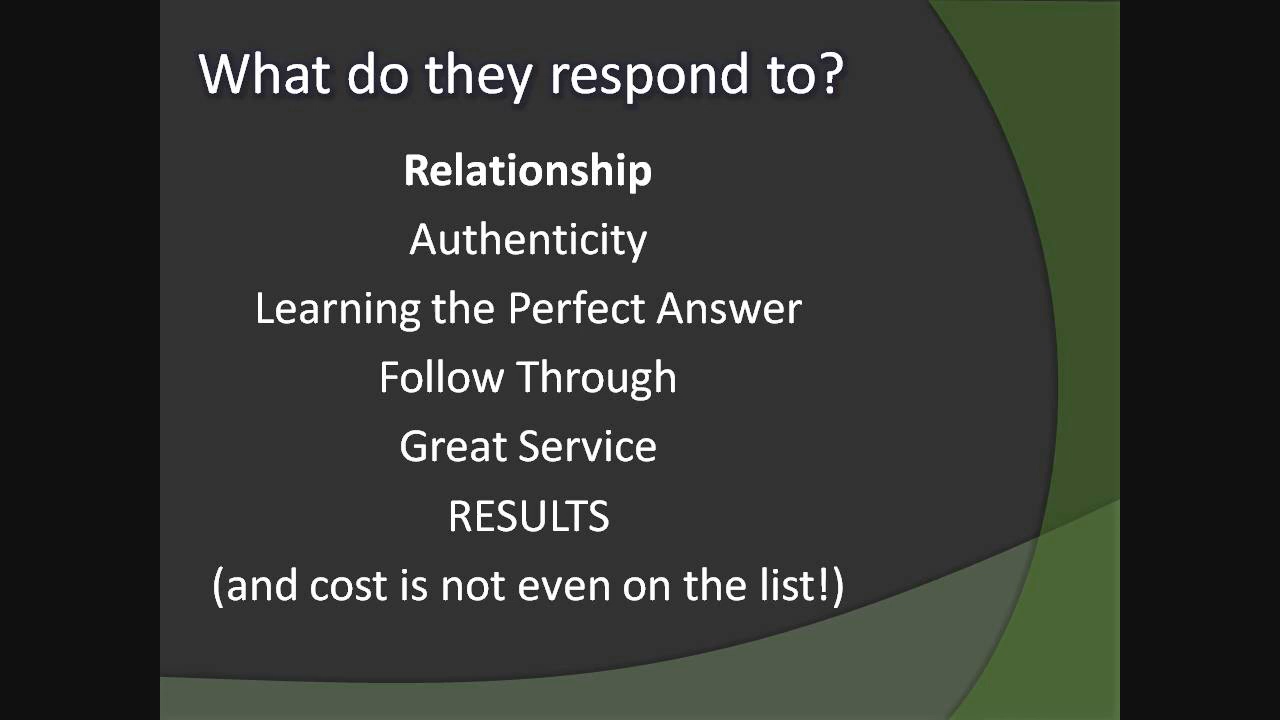 What do they respond to?
Relationship
Authenticity
Learning the Perfect Answer
Follow Through
Great Service
RESULTS
(and cost is not even on the list!)